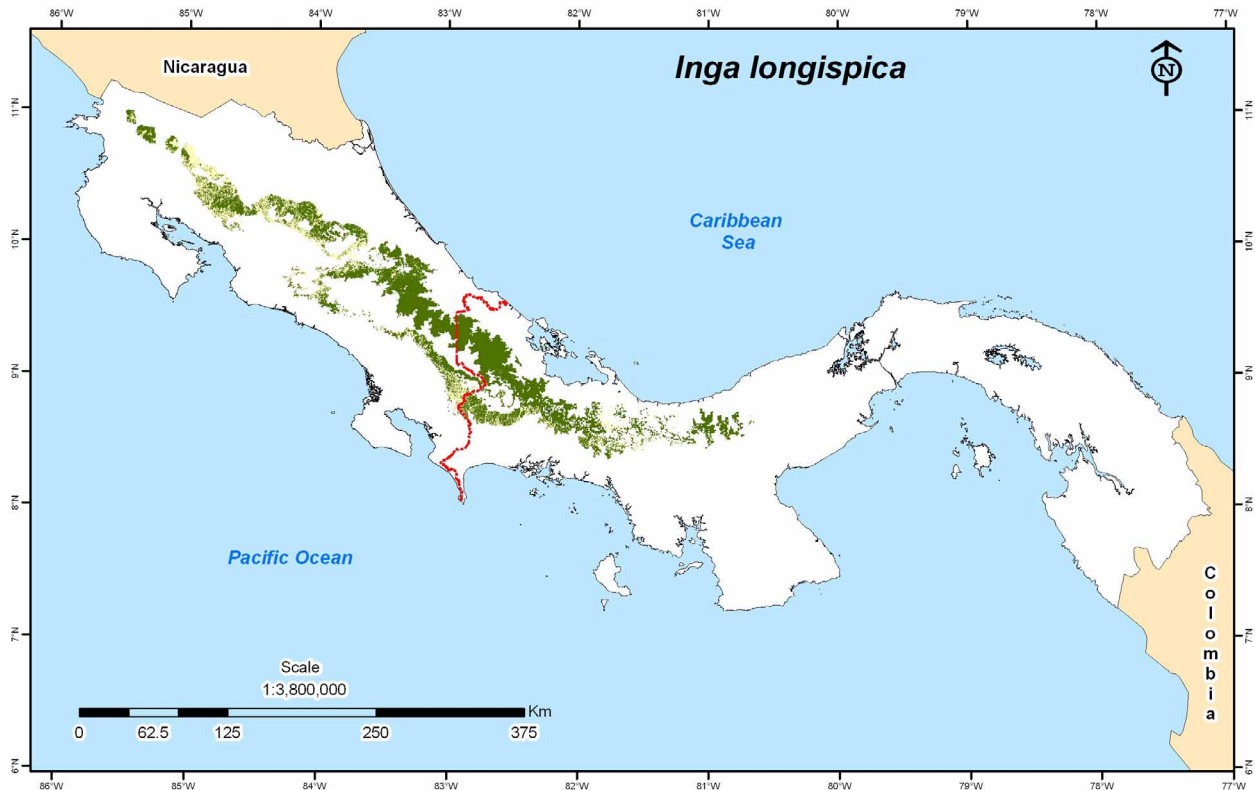 86°W 85°W 84°W 83°W 82°W 81°W 80°W 79°W 78°W 77°W
Nicaragua
Inga longispica
N
11°N 11°N
Caribbean
Sea
10°N 10°N
9°N 9°N
8°N 8°N
Pacific Ocean
Colombia
7°N 7°N
Scale
1:3,800,000
Km
0 62.5 125 250 375
6°N 6°N
86°W 85°W 84°W 83°W 82°W 81°W 80°W 79°W 78°W 77°W